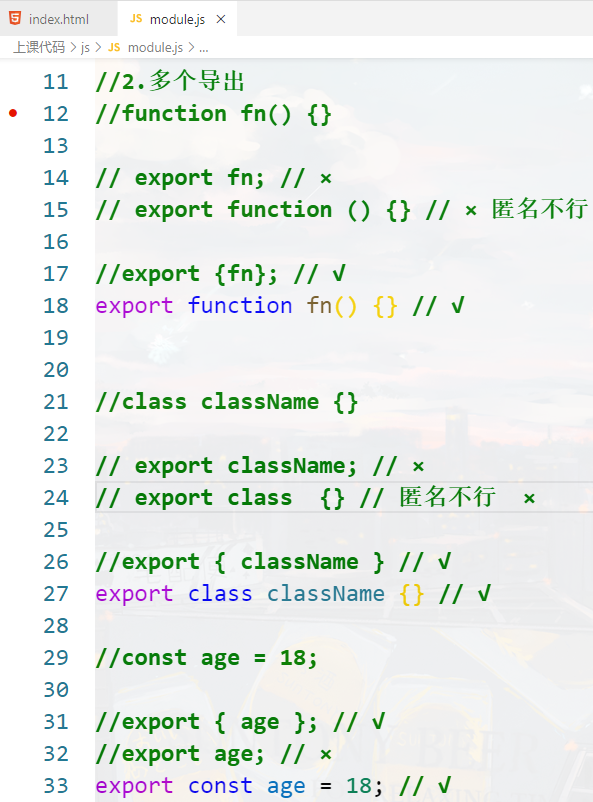 index.html JS module.js ×
上课代码 > js > JS module.js > ...
11 //2.多个导出
12 //function fn() {}
13
14 // export fn; // ×
15 // export function () {} // × 匿名不行
16
17 //export {fn}; // √
18 export function fn() {} // √
19
20
21 //class className {}
22
23 // export className; // ×
24 // export class  {} // 匿名不行  ×
25
26 //export { className } // √
27 export class className {} // √
28
29 //const age = 18;
30
31 //export { age }; // √
32 //export age; // ×
33 export const age = 18; // √